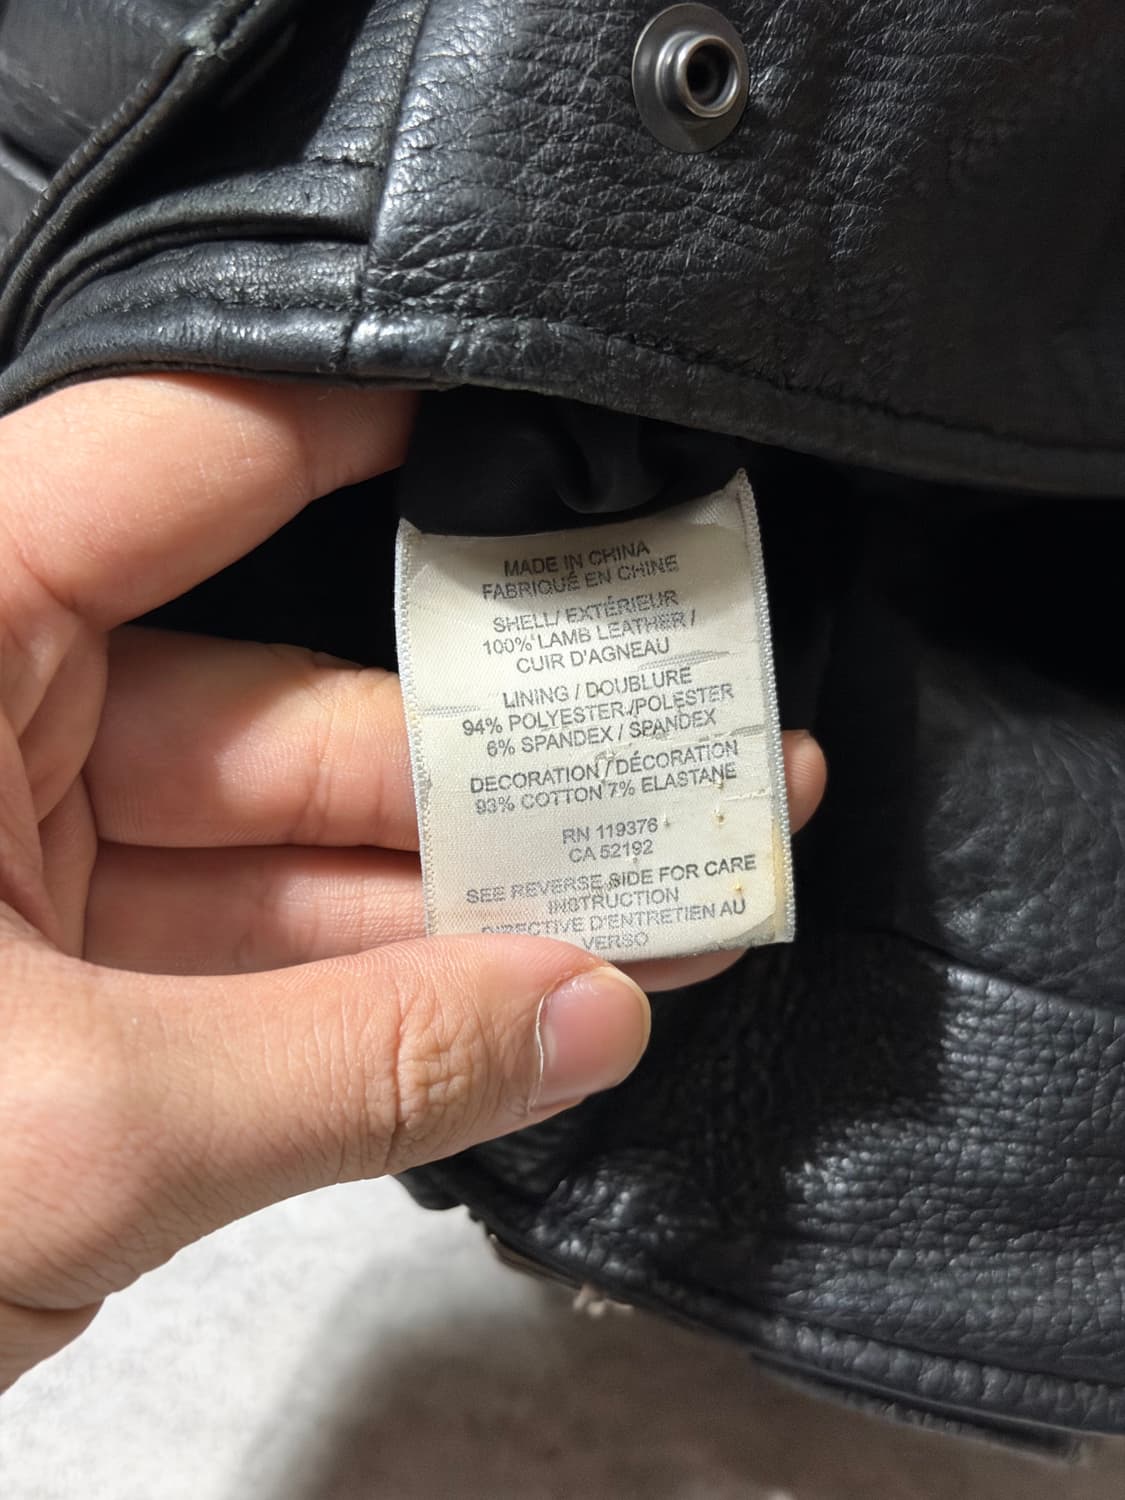 MADE IN CHINA
FABRIQUÉ EN CHINE
SHELL/ EXTÉRIEUR
100% LAMB LEATHER /
CUIR D'AGNEAU
LINING / DOUBLURE
94% POLYESTER /POLESTER
6% SPANDEX / SPANDEX
DECORATION / DÉCORATION
93% COTTON 7% ELASTANE
RN 119376
CA 52192
SEE REVERSE SIDE FOR CARE
INSTRUCTION
DIRECTIVE D'ENTRETIEN AU
VERSO